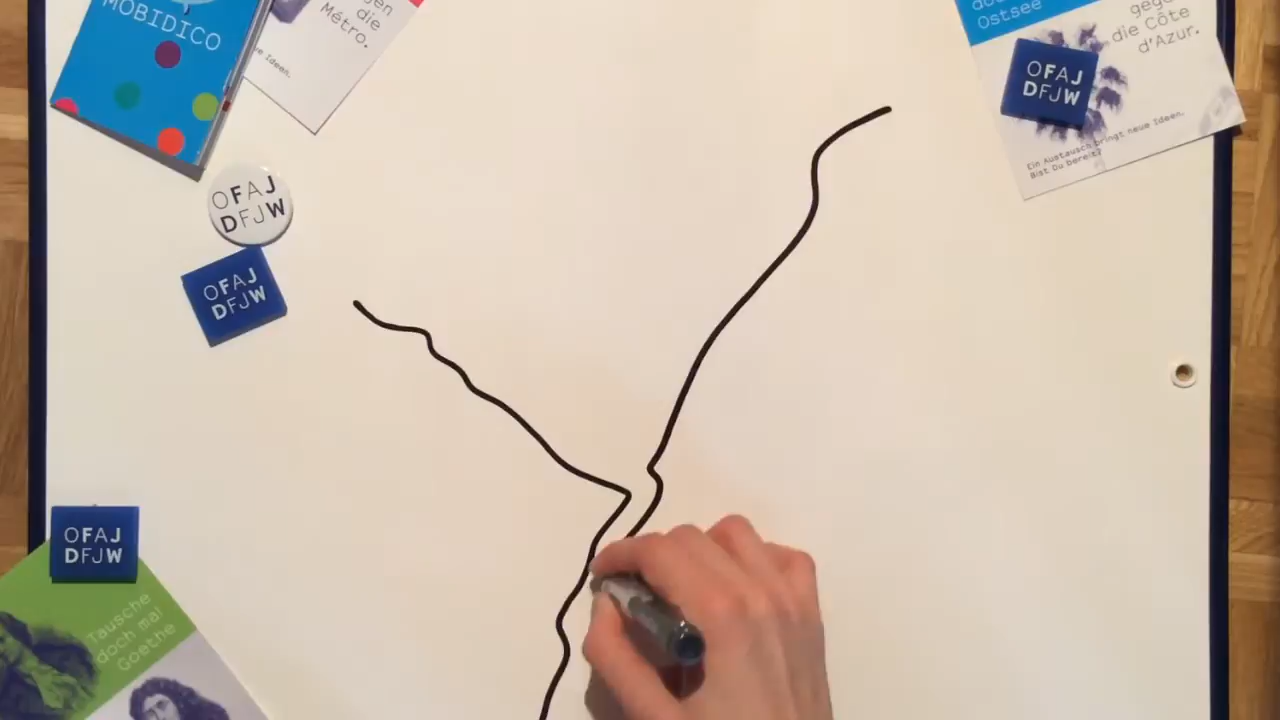 MOBIDICO
die
Métro.
Ideen.
OFAJ
DFJW
OFAJ
DFJW
OFAJ
DFJW
Tausche
doch mal
Goethe
Ostsee
die Côte
d'Azur.
OFAJ
DFJW
Ein Austausch bringt neue Ideen.
Bist Du bereit?